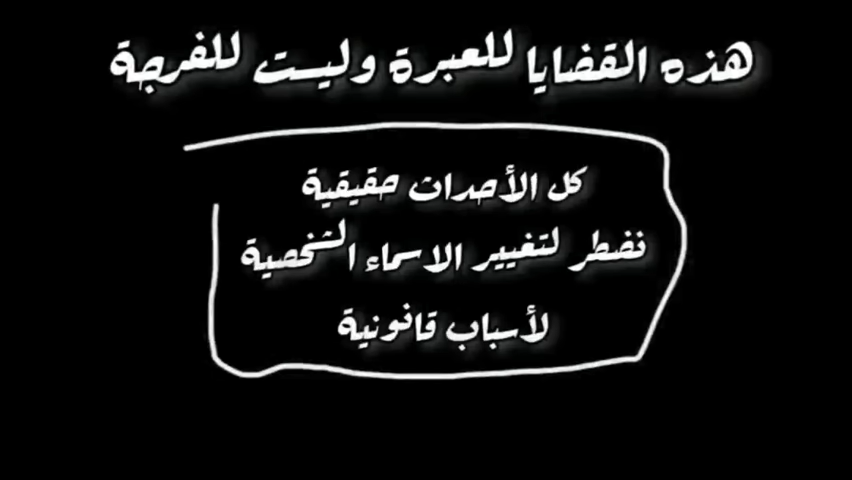 هذه القضايا للعبرة وليست للفرجة
كل الأحداث حقيقية
نضطر لتغيير الاسماء الشخصية
لأسباب قانونية